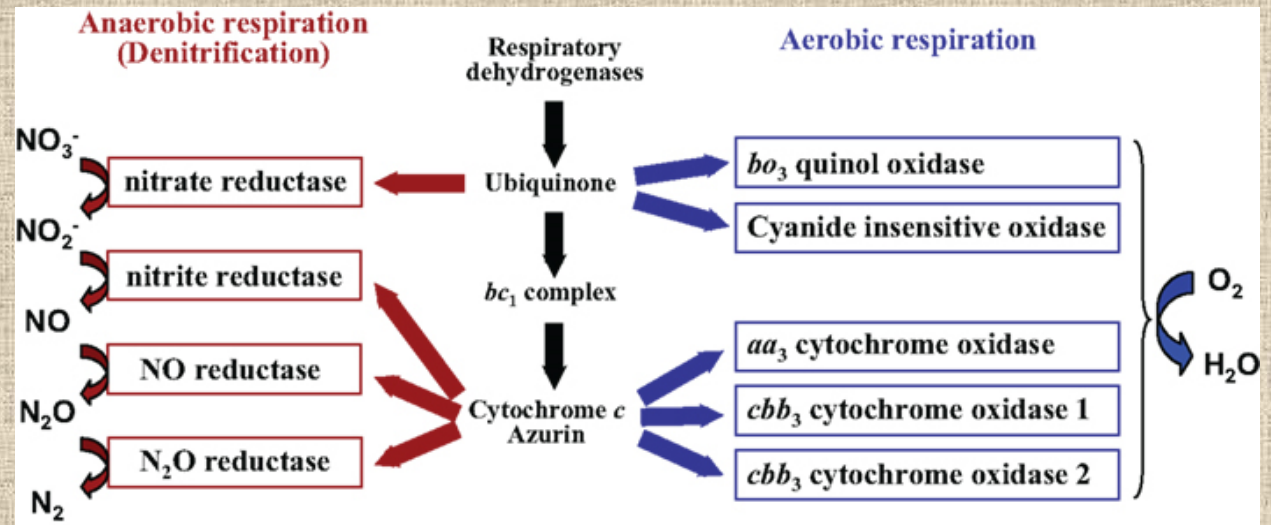 Anaerobic respiration
(Denitrification)
Respiratory
dehydrogenases
Aerobic respiration
NO₃⁻
nitrate reductase
Ubiquinone
bo₃ quinol oxidase
Cyanide insensitive oxidase
NO₂⁻
nitrite reductase
bc₁ complex
O₂
NO
NO reductase
aa₃ cytochrome oxidase
H₂O
N₂O
Cytochrome c
Azurin
cbb₃ cytochrome oxidase 1
N₂O reductase
cbb₃ cytochrome oxidase 2
N₂